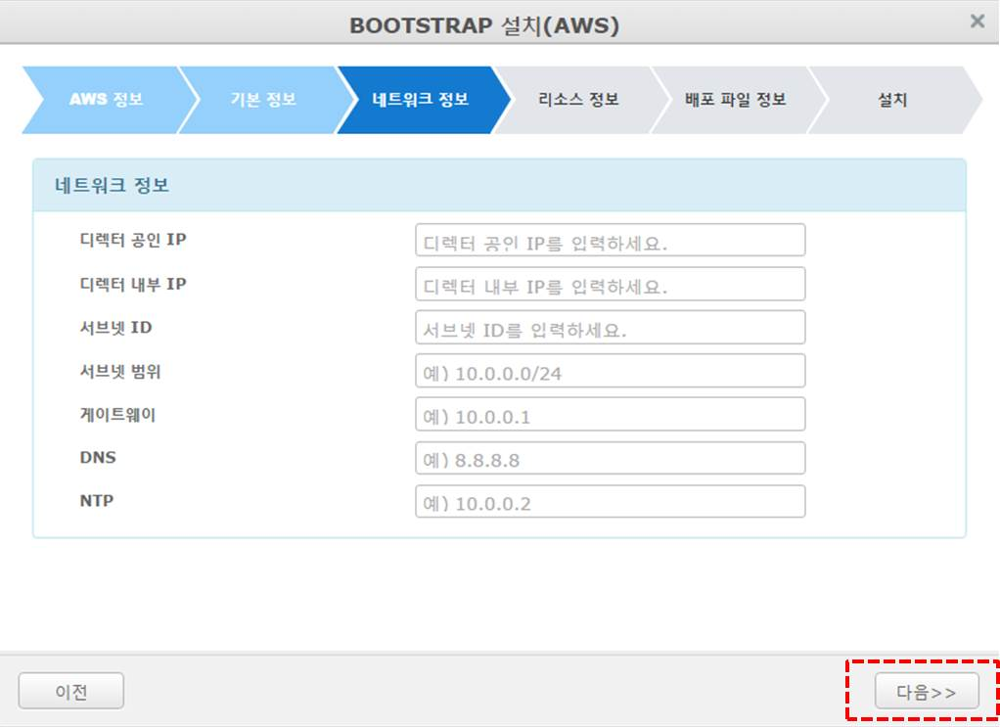 BOOTSTRAP 설치(AWS)
×
AWS 정보
기본 정보
네트워크 정보
리소스 정보
배포 파일 정보
설치
네트워크 정보
디렉터 공인 IP
디렉터 공인 IP를 입력하세요.
디렉터 내부 IP
디렉터 내부 IP를 입력하세요.
서브넷 ID
서브넷 ID를 입력하세요.
서브넷 범위
예) 10.0.0.0/24
게이트웨이
예) 10.0.0.1
DNS
예) 8.8.8.8
NTP
예) 10.0.0.2
이전
다음>>